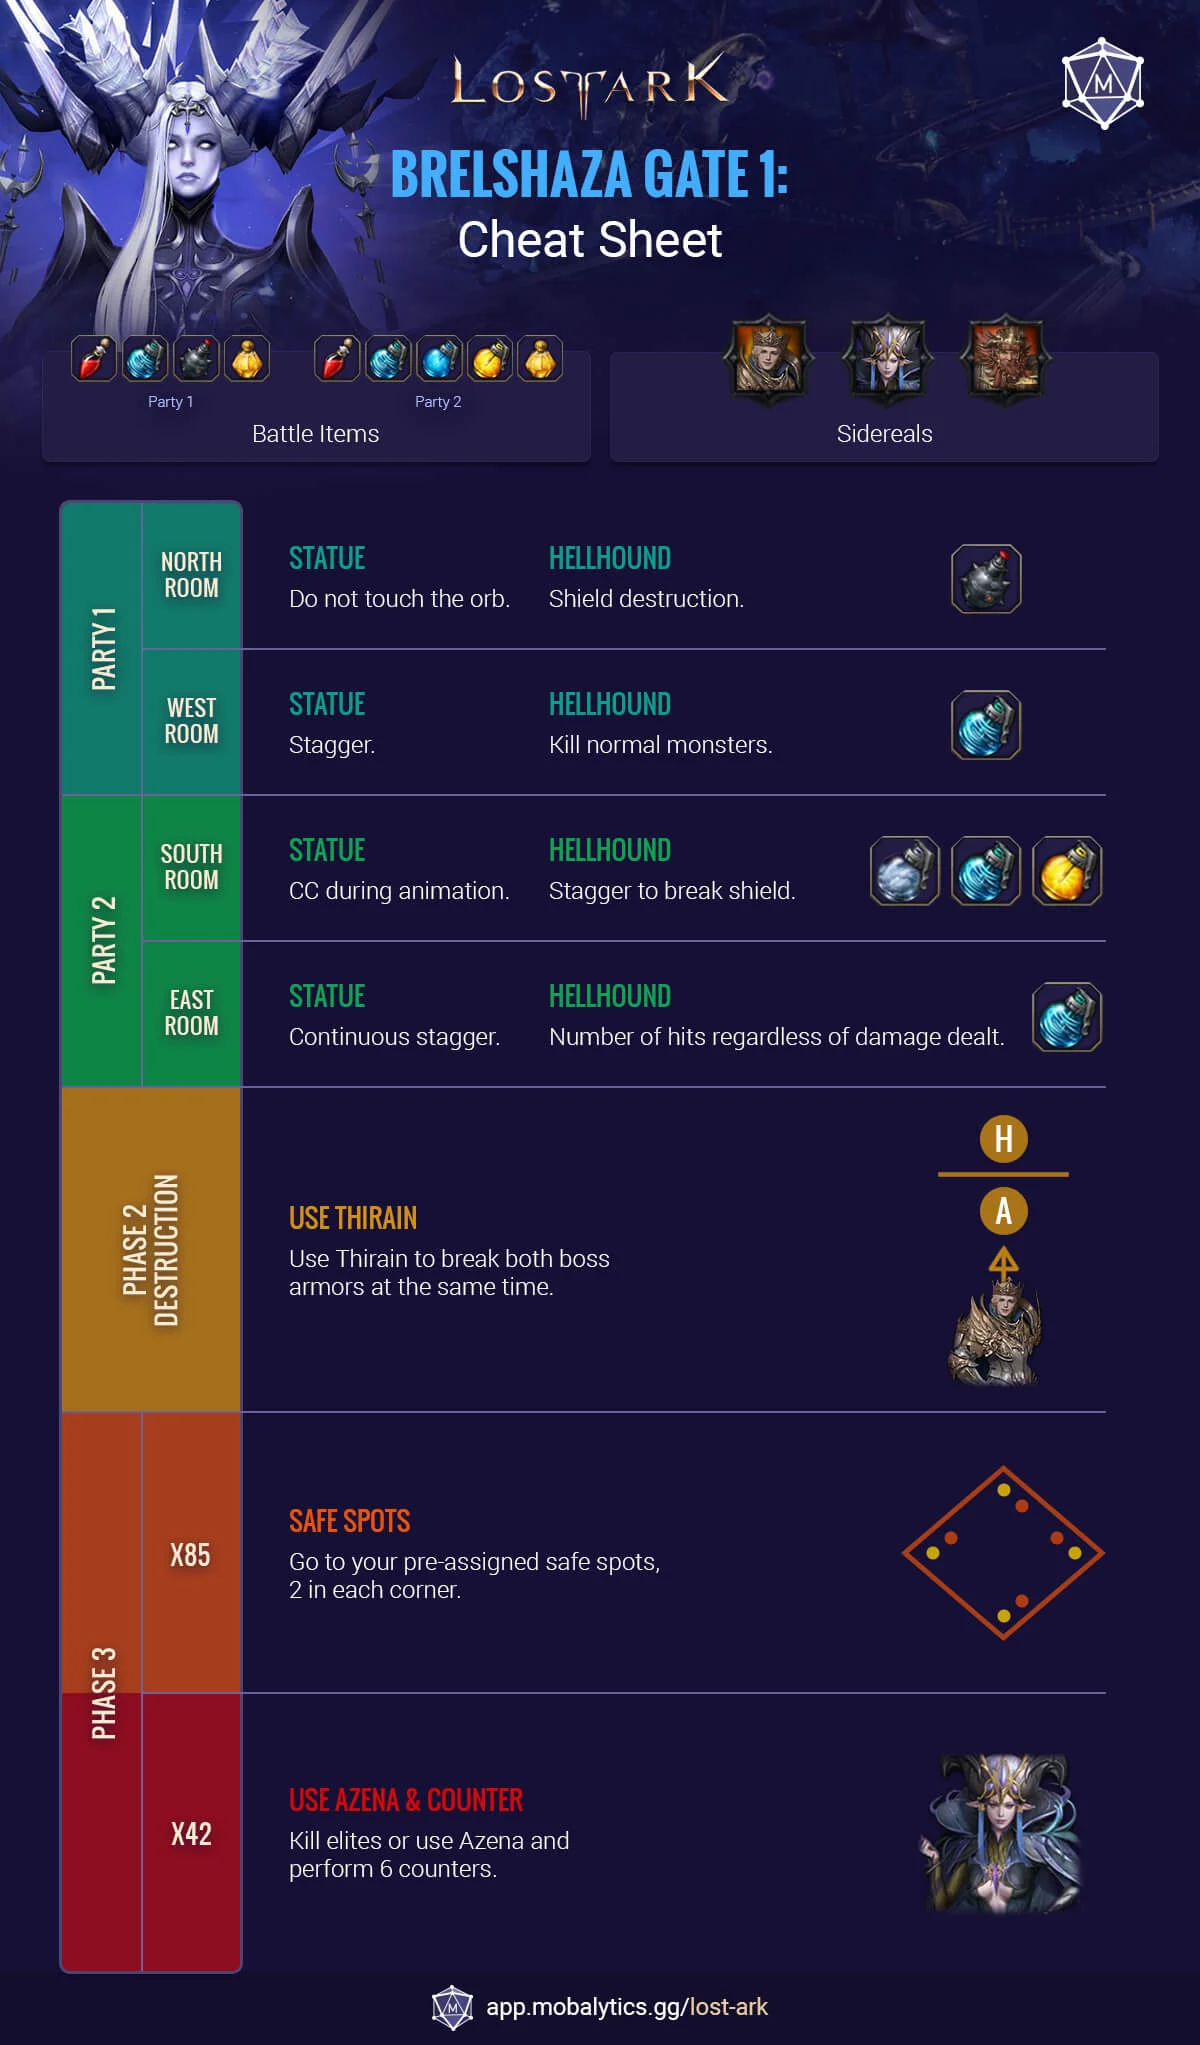 LOST ARK
M
BRELSHAZA GATE 1:
Cheat Sheet
Party 1
Party 2
Battle Items
Sidereals
PARTY 1
NORTH
ROOM
STATUE
Do not touch the orb.
HELLHOUND
Shield destruction.
WEST
ROOM
STATUE
Stagger.
HELLHOUND
Kill normal monsters.
PARTY 2
SOUTH
ROOM
STATUE
CC during animation.
HELLHOUND
Stagger to break shield.
EAST
ROOM
STATUE
Continuous stagger.
HELLHOUND
Number of hits regardless of damage dealt.
PHASE 2
DESTRUCTION
USE THIRAIN
Use Thirain to break both boss
armors at the same time.
H
A
PHASE 3
X85
SAFE SPOTS
Go to your pre-assigned safe spots,
2 in each corner.
X42
USE AZENA & COUNTER
Kill elites or use Azena and
perform 6 counters.
M
app.mobalytics.gg/lost-ark